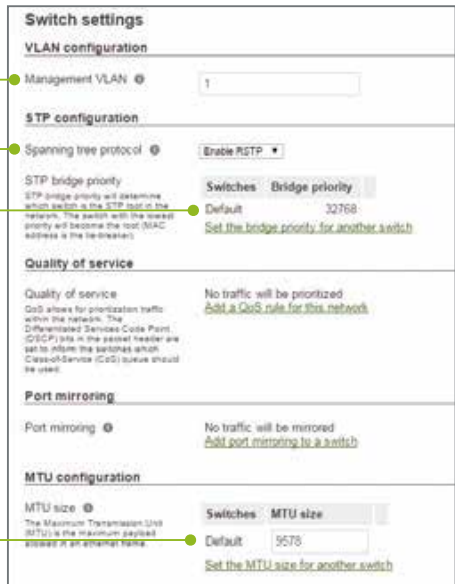 Switch settings
VLAN configuration
Management VLAN
1
STP configuration
Spanning tree protocol
Enable RSTP
STP bridge priority
STP bridge priority will determine
which switch is the STP root in the
network. The switch with the lowest
priority will become the root (MAC
address is the tie-breaker).
Switches Bridge priority
Default 32768
Set the bridge priority for another switch
Quality of service
Quality of service
QoS allows for prioritization traffic
within the network. The
Differentiated Services Code Point
(DSCP) bits in the packet header are
set to inform the switches which
Class-of-Service (CoS) queue should
be used.
No traffic will be prioritized
Add a QoS rule for this network
Port mirroring
Port mirroring
No traffic will be mirrored
Add port mirroring to a switch
MTU configuration
MTU size
The Maximum Transmission Unit
(MTU) is the maximum payload
allowed in an ethernet frame.
Switches MTU size
Default 9578
Set the MTU size for another switch